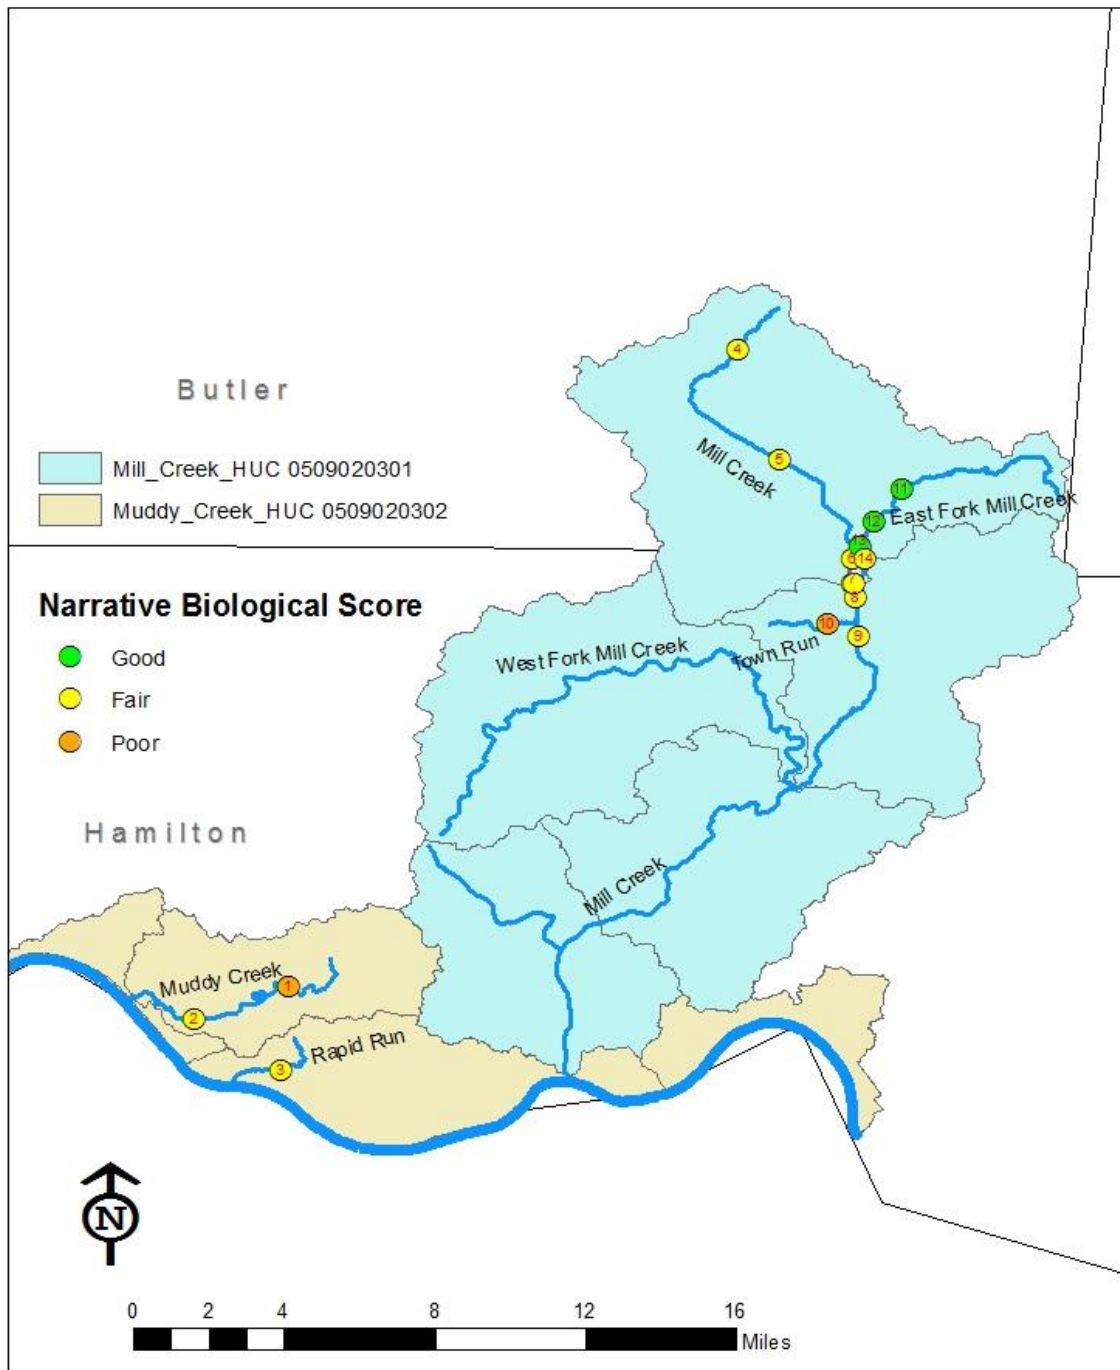 4
Butler
Mill_Creek_HUC 0509020301
Muddy_Creek_HUC 0509020302
Mill Creek
5
11
12
East Fork Mill Creek
13
6
14
7
8
Narrative Biological Score
Good
Fair
Poor
10
9
Town Run
West Fork Mill Creek
Hamilton
Mill Creek
Muddy Creek
1
2
Rapid Run
3
N
0 2 4 8 12 16
Miles